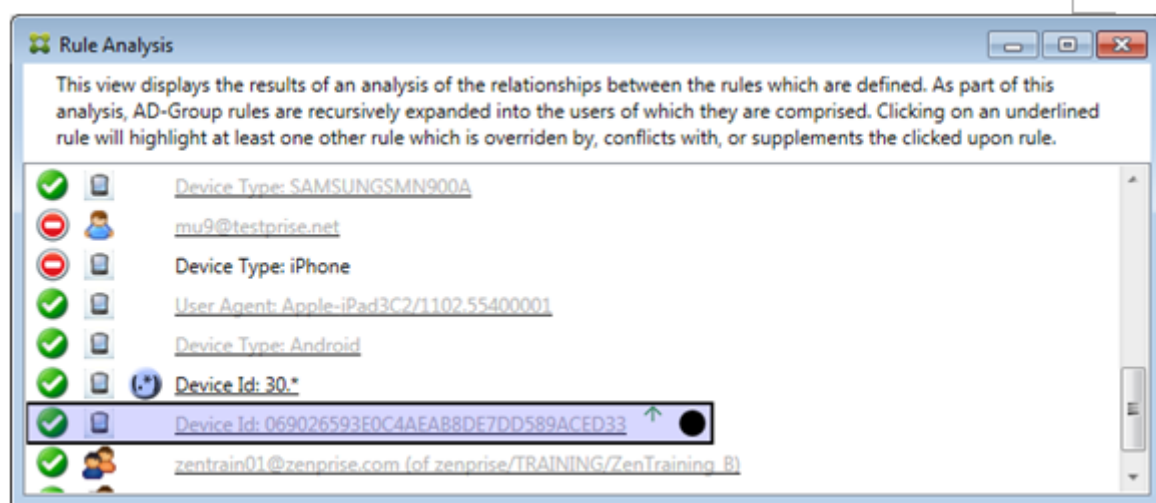 Rule Analysis
This view displays the results of an analysis of the relationships between the rules which are defined. As part of this
analysis, AD-Group rules are recursively expanded into the users of which they are comprised. Clicking on an underlined
rule will highlight at least one other rule which is overriden by, conflicts with, or supplements the clicked upon rule.
Device Type: SAMSUNGSMN900A
mu9@testprise.net
Device Type: iPhone
User Agent: Apple-iPad3C2/1102.55400001
Device Type: Android
(.*) Device Id: 30.*
Device Id: 069026593E0C4AEAB8DE7DD589ACED33
zentrain01@zenprise.com (of zenprise/TRAINING/ZenTraining B)